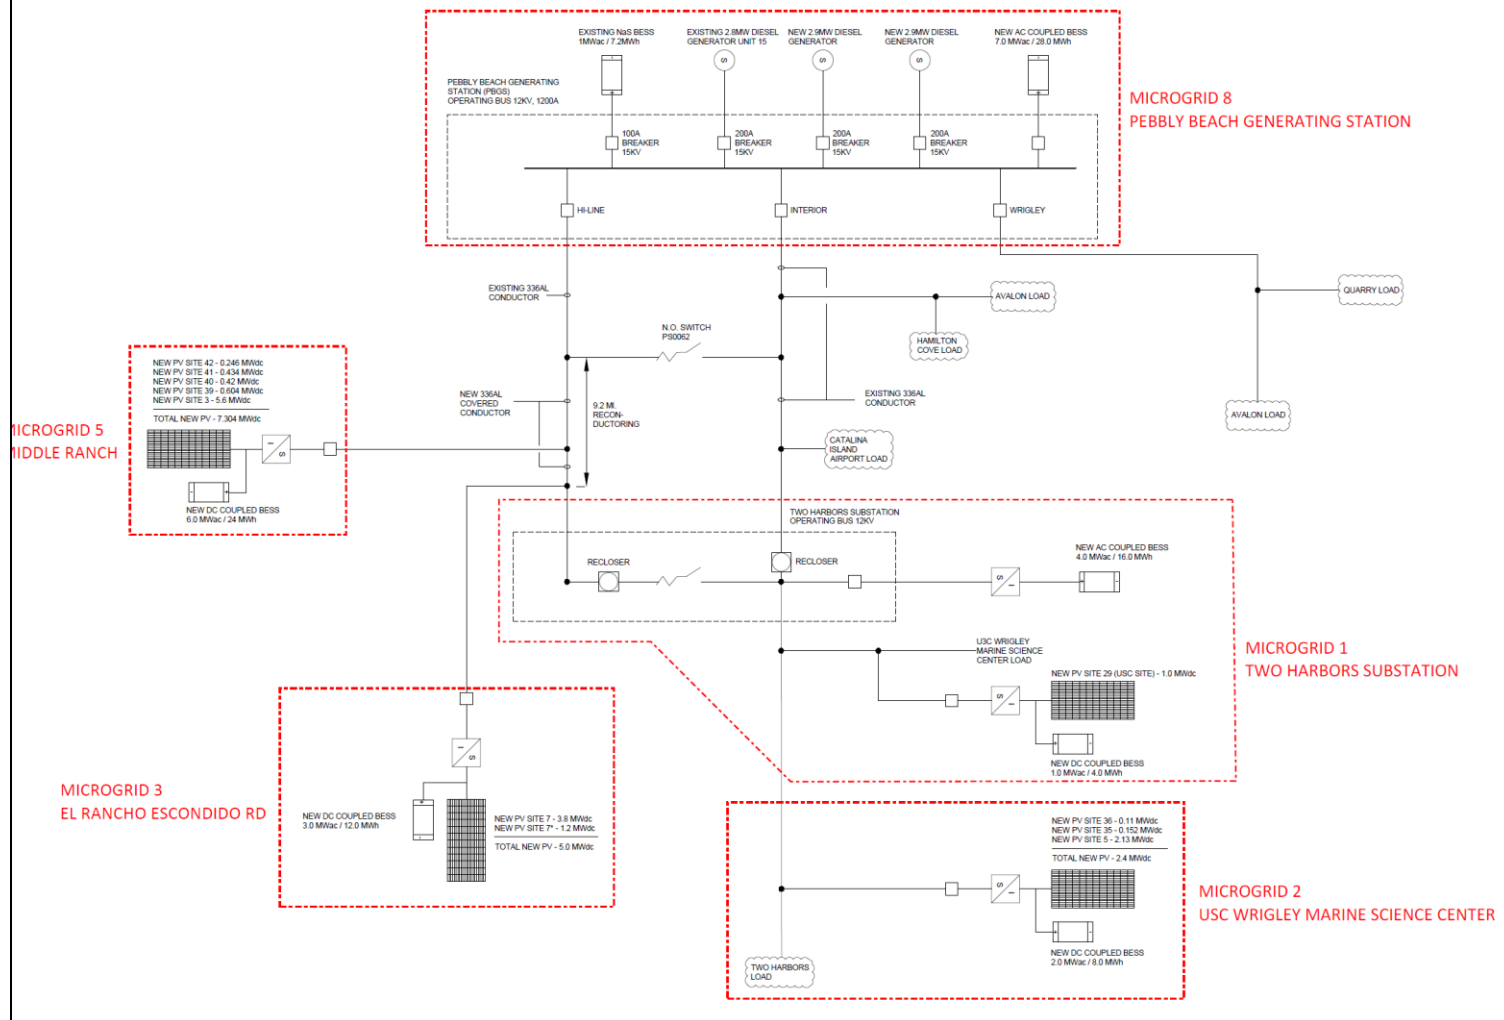 EXISTING NaS BESS
1MWac / 7.2MWh
EXISTING 2.8MW DIESEL
GENERATOR UNIT 15
NEW 2.9MW DIESEL
GENERATOR
NEW 2.9MW DIESEL
GENERATOR
NEW AC COUPLED BESS
7.0 MWac / 28.0 MWh
S
S
S
PEBBLY BEACH GENERATING
STATION (PBGS)
OPERATING BUS 12KV, 1200A
MICROGRID 8
PEBBLY BEACH GENERATING STATION
100A
BREAKER
15KV
200A
BREAKER
15KV
200A
BREAKER
15KV
200A
BREAKER
15KV
HI-LINE
INTERIOR
WRIGLEY
EXISTING 336AL
CONDUCTOR
AVALON LOAD
QUARRY LOAD
N.O. SWITCH
PS0062
HAMILTON
COVE LOAD
NEW PV SITE 42 - 0.246 MWdc
NEW PV SITE 41 - 0.434 MWdc
NEW PV SITE 40 - 0.42 MWdc
NEW PV SITE 39 - 0.604 MWdc
NEW PV SITE 3 - 5.6 MWdc
TOTAL NEW PV - 7.304 MWdc
NEW 336AL
COVERED
CONDUCTOR
9.2 MI.
RECON-
DUCTORING
EXISTING 336AL
CONDUCTOR
AVALON LOAD
MICROGRID 5
MIDDLE RANCH
I
S
CATALINA
ISLAND
AIRPORT LOAD
NEW DC COUPLED BESS
6.0 MWac / 24 MWh
TWO HARBORS SUBSTATION
OPERATING BUS 12KV
RECLOSER
RECLOSER
NEW AC COUPLED BESS
4.0 MWac / 16.0 MWh
S
I
U3C WRIGLEY
MARINE SCIENCE
CENTER LOAD
MICROGRID 1
TWO HARBORS SUBSTATION
NEW PV SITE 29 (USC SITE) - 1.0 MWdc
S
I
NEW DC COUPLED BESS
1.0 MWac / 4.0 MWh
I
S
MICROGRID 3
EL RANCHO ESCONDIDO RD
NEW DC COUPLED BESS
3.0 MWac / 12.0 MWh
NEW PV SITE 7 - 3.8 MWdc
NEW PV SITE 7* - 1.2 MWdc
TOTAL NEW PV - 5.0 MWdc
NEW PV SITE 36 - 0.11 MWdc
NEW PV SITE 35 - 0.152 MWdc
NEW PV SITE 5 - 2.13 MWdc
TOTAL NEW PV - 2.4 MWdc
S
I
MICROGRID 2
USC WRIGLEY MARINE SCIENCE CENTER
NEW DC COUPLED BESS
2.0 MWac / 8.0 MWh
TWO HARBORS
LOAD